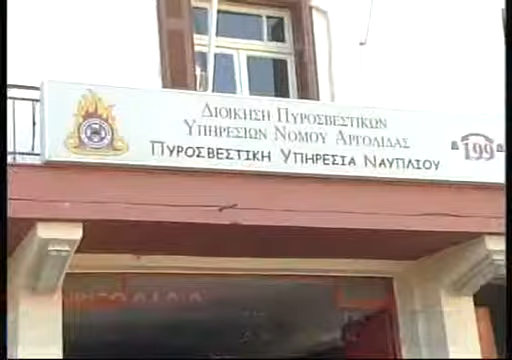 ΔΙΟΙΚΗΣΗ ΠΥΡΟΣΒΕΣΤΙΚΩΝ
ΥΠΗΡΕΣΙΩΝ ΝΟΜΟΥ ΑΡΓΟΛΙΔΑΣ
ΠΥΡΟΣΒΕΣΤΙΚΗ ΥΠΗΡΕΣΙΑ ΝΑΥΠΛΙΟΥ
199